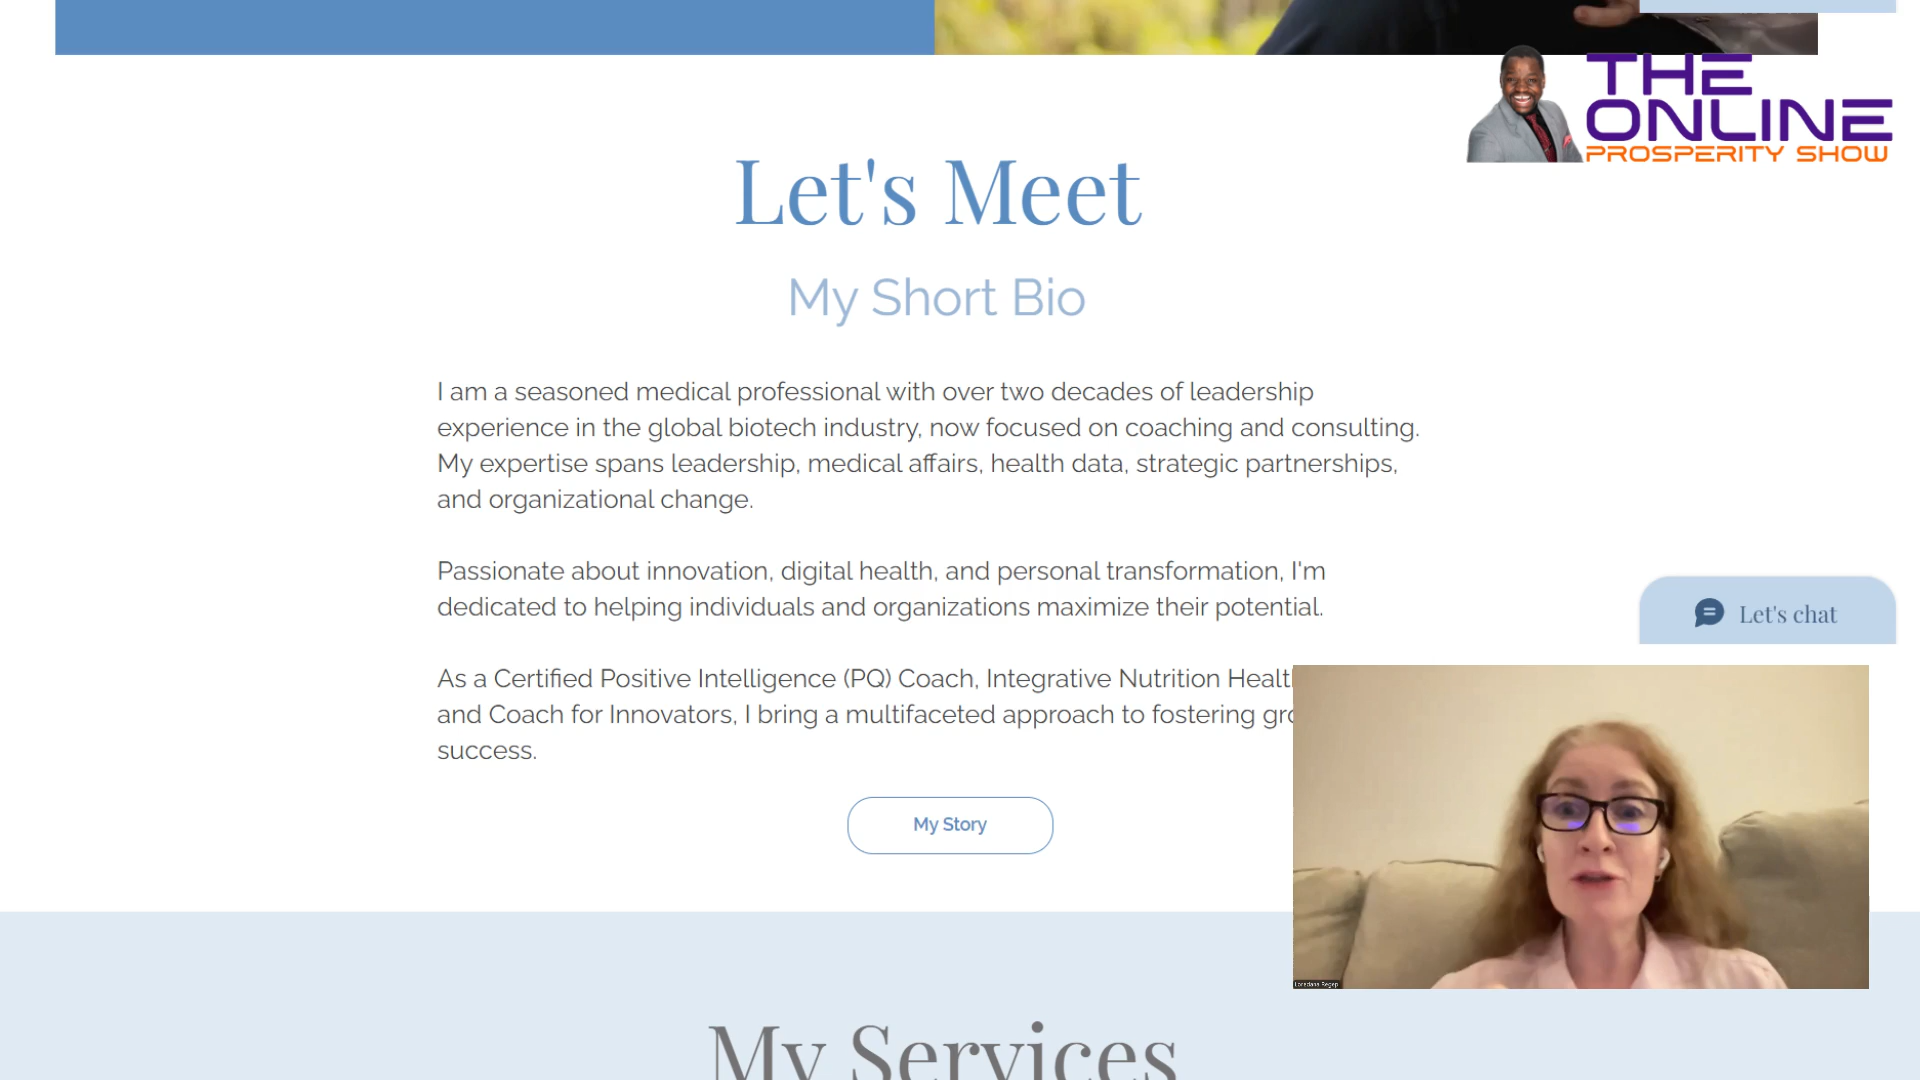 THE
ONLINE
PROSPERITY SHOW
Let's Meet
My Short Bio
I am a seasoned medical professional with over two decades of leadership
experience in the global biotech industry, now focused on coaching and consulting.
My expertise spans leadership, medical affairs, health data, strategic partnerships,
and organizational change.
Passionate about innovation, digital health, and personal transformation, I'm
dedicated to helping individuals and organizations maximize their potential.
Let's chat
As a Certified Positive Intelligence (PQ) Coach, Integrative Nutrition
and Coach for Innovators, I bring a multifaceted approach to fostering
success.
My Story
Loredana Regep
My Services